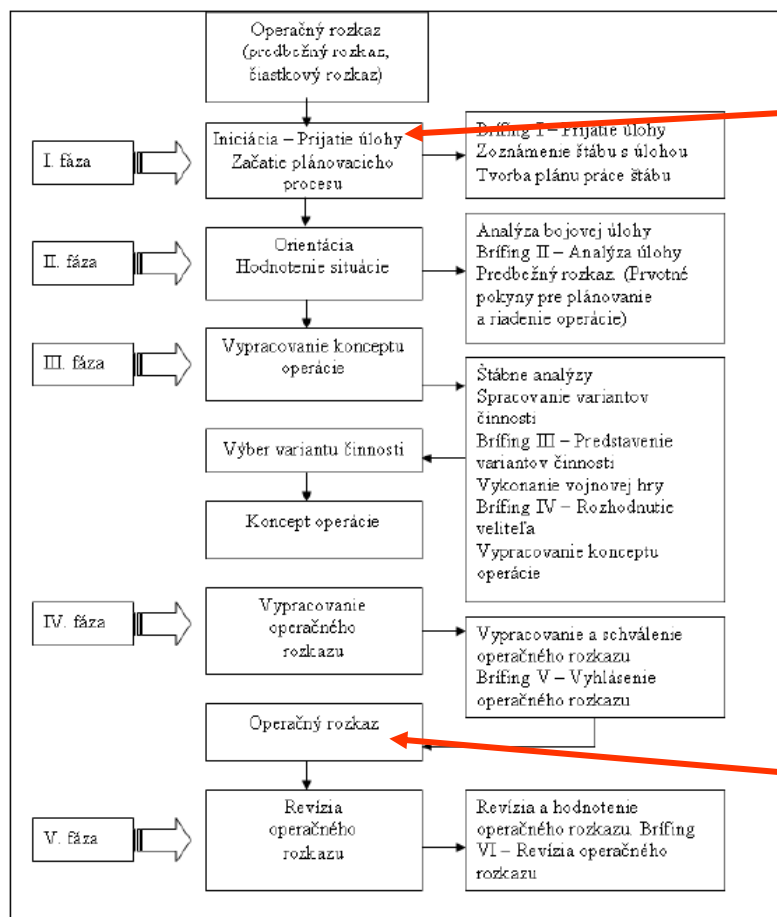 Operačný rozkaz
(predbežný rozkaz,
čiastkový rozkaz)
I. fáza
Iniciácia – Prijatie úlohy
Začatie plánovacieho
procesu
Brífing I – Prijatie úlohy
Zoznámenie štábu s úlohou
Tvorba plánu práce štábu
II. fáza
Orientácia
Hodnotenie situácie
Analýza bojovej úlohy
Brífing II – Analýza úlohy
Predbežný rozkaz. (Prvotné
pokyny pre plánovanie
a riadenie operácie)
III. fáza
Vypracovanie konceptu
operácie
Štábne analýzy
Spracovanie variantov
činnosti
Brífing III – Predstavenie
variantov činnosti
Vykonanie vojnovej hry
Brífing IV – Rozhodnutie
veliteľa
Vypracovanie konceptu
operácie
Výber variantu činnosti
Koncept operácie
IV. fáza
Vypracovanie
operačného
rozkazu
Vypracovanie a schválenie
operačného rozkazu
Brífing V – Vyhlásenie
operačného rozkazu
Operačný rozkaz
V. fáza
Revízia
operačného
rozkazu
Revízia a hodnotenie
operačného rozkazu. Brífing
VI – Revízia operačného
rozkazu